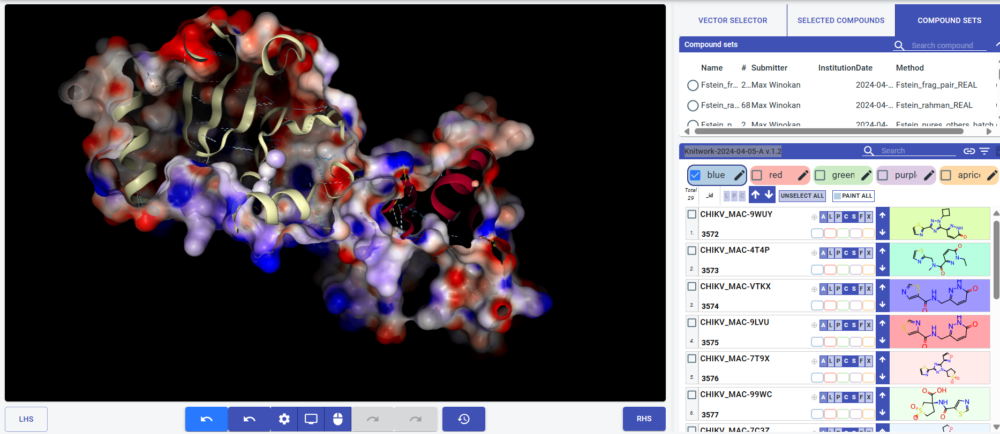 VECTOR SELECTOR SELECTED COMPOUNDS COMPOUND SETS
Compound sets Search compound
Name # Submitter Institution Date Method
Fstein_fr... 2... Max Winokan 2024-04-... Fstein_frag_pair_REAL
Fstein_ra... 68 Max Winokan 2024-04-... Fstein_rahman_REAL
Fstein_p 2 Max Winokan 2024-04- Fstein_pures_others_batch
Knitwork-2024-04-05-A v.1.2 Search
blue red green purpl apric
Total
29
_id L P C UNSELECT ALL PAINT ALL
CHIKV_MAC-9WUY A L P C S F X
1. 3572
CHIKV_MAC-4T4P A L P C S F X
2. 3573
CHIKV_MAC-VTKX A L P C S F X
3. 3574
CHIKV_MAC-9LVU A L P C S F X
4. 3575
CHIKV_MAC-7T9X A L P C S F X
5. 3576
CHIKV_MAC-99WC A L P C S F X
6. 3577
CHIKV_MAC-7C3Z A L P C S F X
LHS RHS